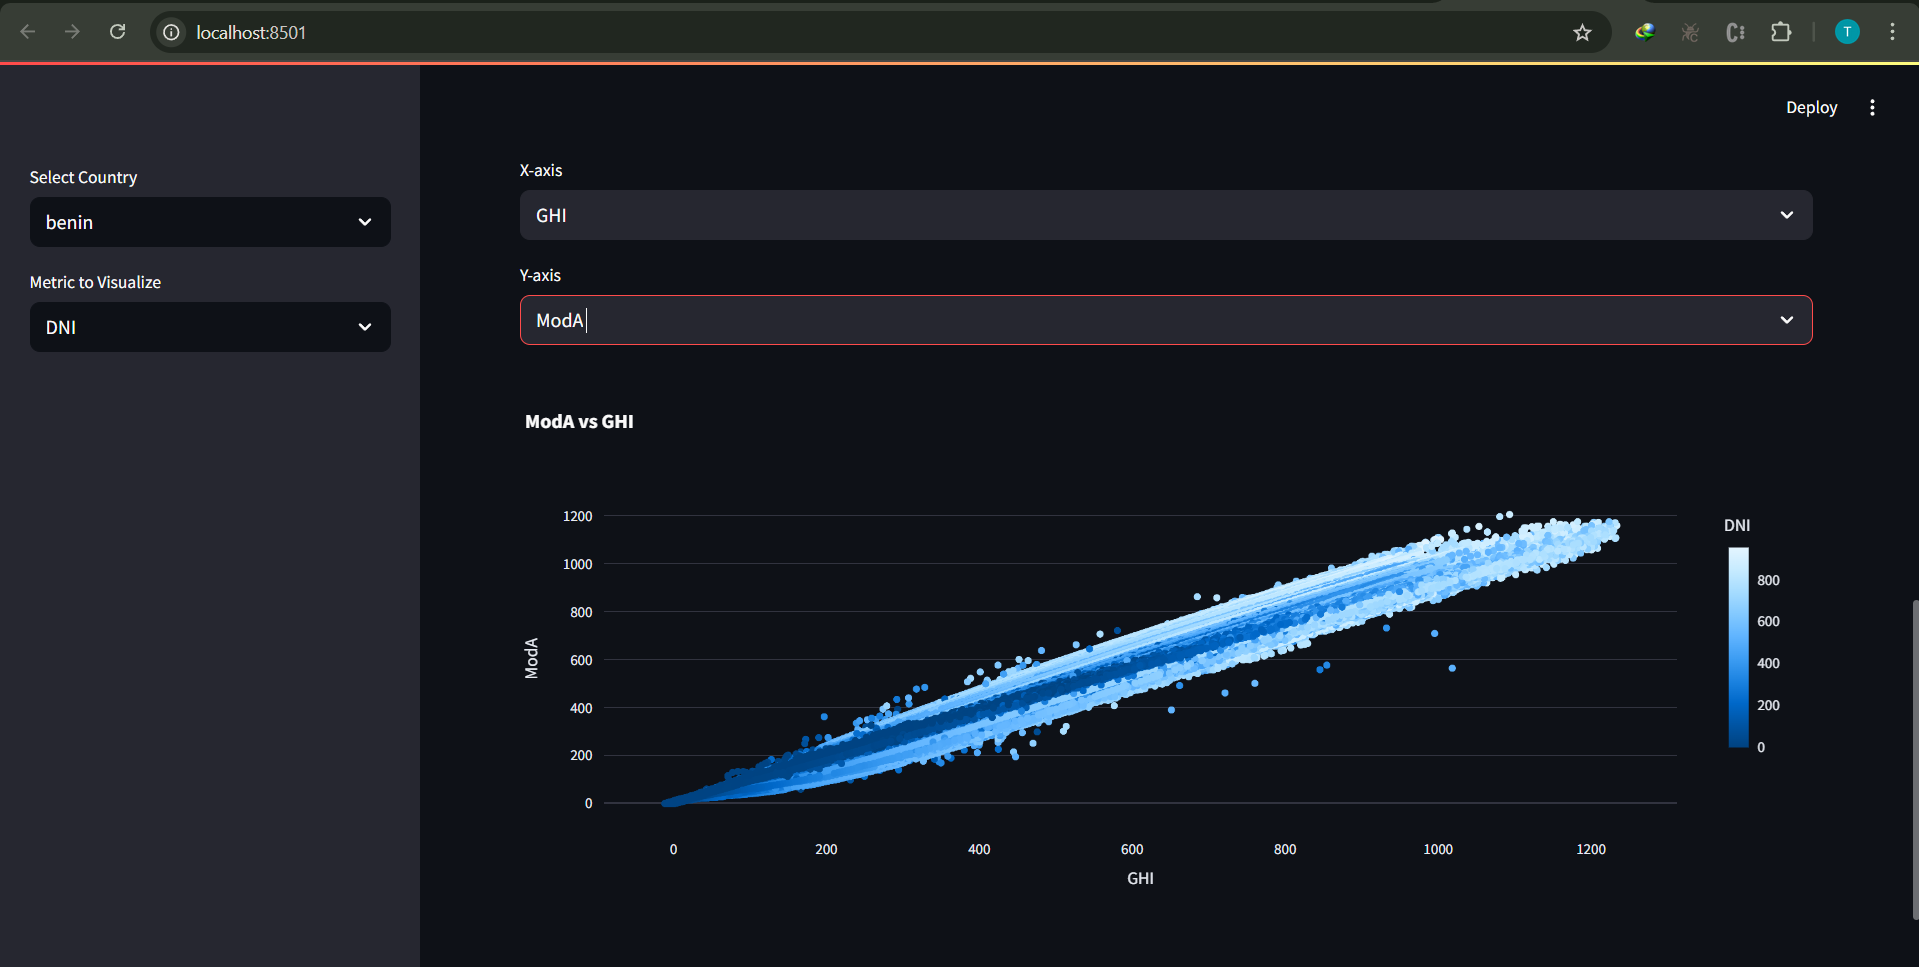 localhost:8501
T
Deploy
Select Country
benin
Metric to Visualize
DNI
X-axis
GHI
Y-axis
ModA
ModA vs GHI
1200
1000
800
600
400
200
0
ModA
0 200 400 600 800 1000 1200
GHI
DNI
800
600
400
200
0